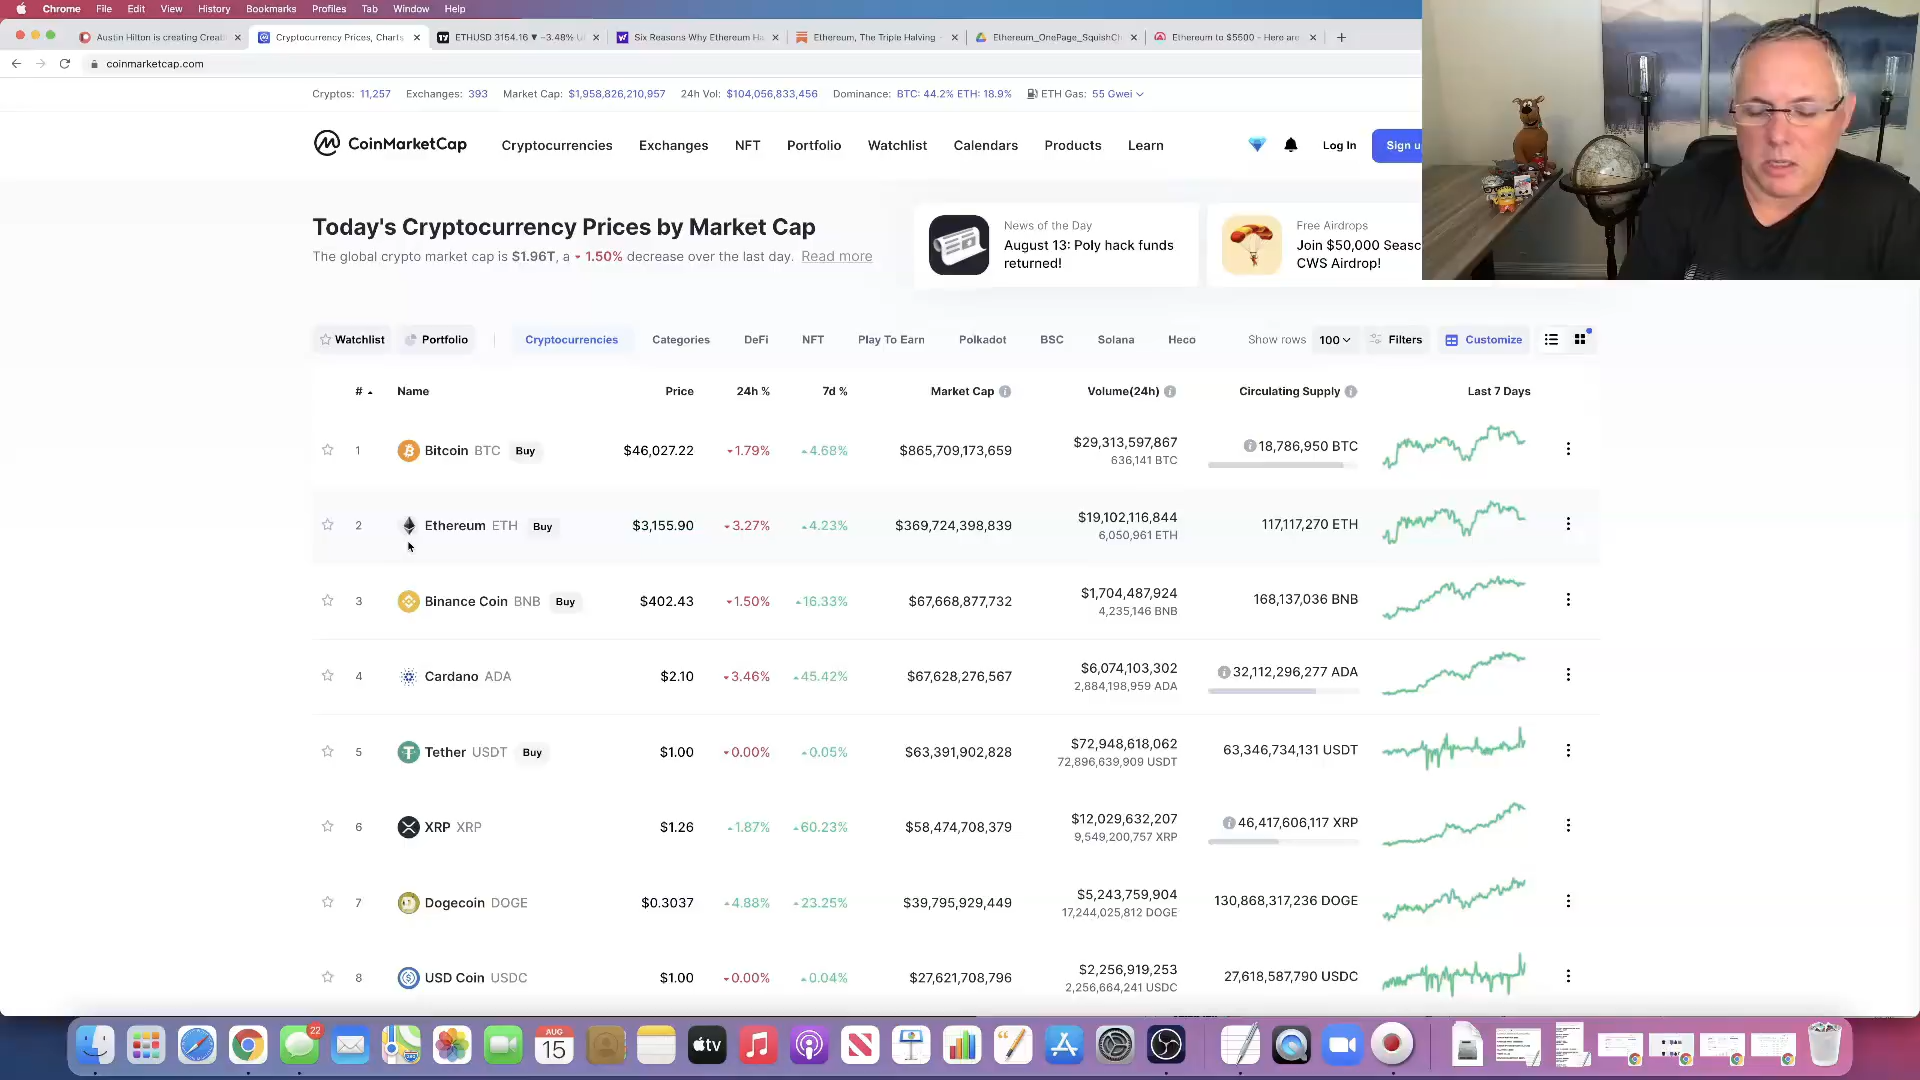 Chrome File Edit View History Bookmarks Profiles Tab Window Help
Austin Hilton is creating Creat
Cryptocurrency Prices, Charts
ETHUSD 3154.16 ▼ −3.48% U
Six Reasons Why Ethereum Ha
Ethereum, The Triple Halving
Ethereum_OnePage_SquishCh
Ethereum to $5500 - Here are
coinmarketcap.com
Cryptos: 11,257 Exchanges: 393 Market Cap: $1,958,826,210,957 24h Vol: $104,056,833,456 Dominance: BTC: 44.2% ETH: 18.9% ETH Gas: 55 Gwei
CoinMarketCap Cryptocurrencies Exchanges NFT Portfolio Watchlist Calendars Products Learn Log In Sign u
Today's Cryptocurrency Prices by Market Cap
The global crypto market cap is $1.96T, a 1.50% decrease over the last day. Read more
News of the Day
August 13: Poly hack funds
returned!
Free Airdrops
Join $50,000 Seasc
CWS Airdrop!
Watchlist Portfolio Cryptocurrencies Categories DeFi NFT Play To Earn Polkadot BSC Solana Heco Show rows 100 Filters Customize
# Name Price 24h % 7d % Market Cap Volume(24h) Circulating Supply Last 7 Days
1 Bitcoin BTC Buy $46,027.22 1.79% 4.68% $865,709,173,659 $29,313,597,867 18,786,950 BTC
636,141 BTC
2 Ethereum ETH Buy $3,155.90 3.27% 4.23% $369,724,398,839 $19,102,116,844 117,117,270 ETH
6,050,961 ETH
3 Binance Coin BNB Buy $402.43 1.50% 16.33% $67,668,877,732 $1,704,487,924 168,137,036 BNB
4,235,146 BNB
4 Cardano ADA $2.10 3.46% 45.42% $67,628,276,567 $6,074,103,302 32,112,296,277 ADA
2,884,198,959 ADA
5 Tether USDT Buy $1.00 0.00% 0.05% $63,391,902,828 $72,948,618,062 63,346,734,131 USDT
72,896,639,909 USDT
6 XRP XRP $1.26 1.87% 60.23% $58,474,708,379 $12,029,632,207 46,417,606,117 XRP
9,549,200,757 XRP
7 Dogecoin DOGE $0.3037 4.88% 23.25% $39,795,929,449 $5,243,759,904 130,868,317,236 DOGE
17,244,025,812 DOGE
8 USD Coin USDC $1.00 0.00% 0.04% $27,621,708,796 $2,256,919,253 27,618,587,790 USDC
2,256,664,241 USDC
22
AUG
15
tv